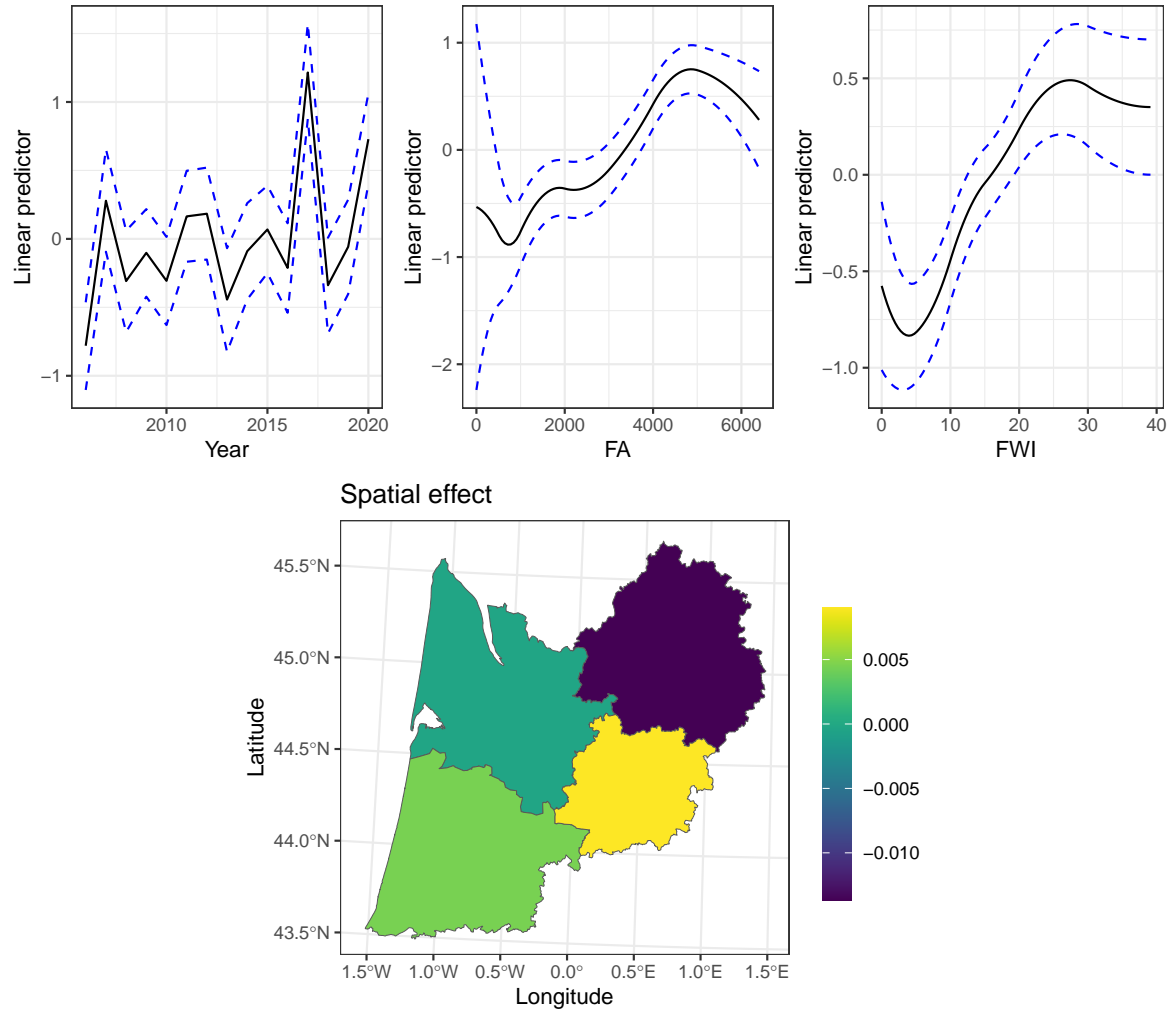 Linear predictor
1
0
−1
2010
2015
2020
Year
Linear predictor
1
0
−1
−2
0
2000
4000
6000
FA
Linear predictor
0.5
0.0
−0.5
−1.0
0
10
20
30
40
FWI
Spatial effect
Latitude
45.5°N
45.0°N
44.5°N
44.0°N
43.5°N
1.5°W
1.0°W
0.5°W
0.0°
0.5°E
1.0°E
1.5°E
Longitude
0.005
0.000
−0.005
−0.010